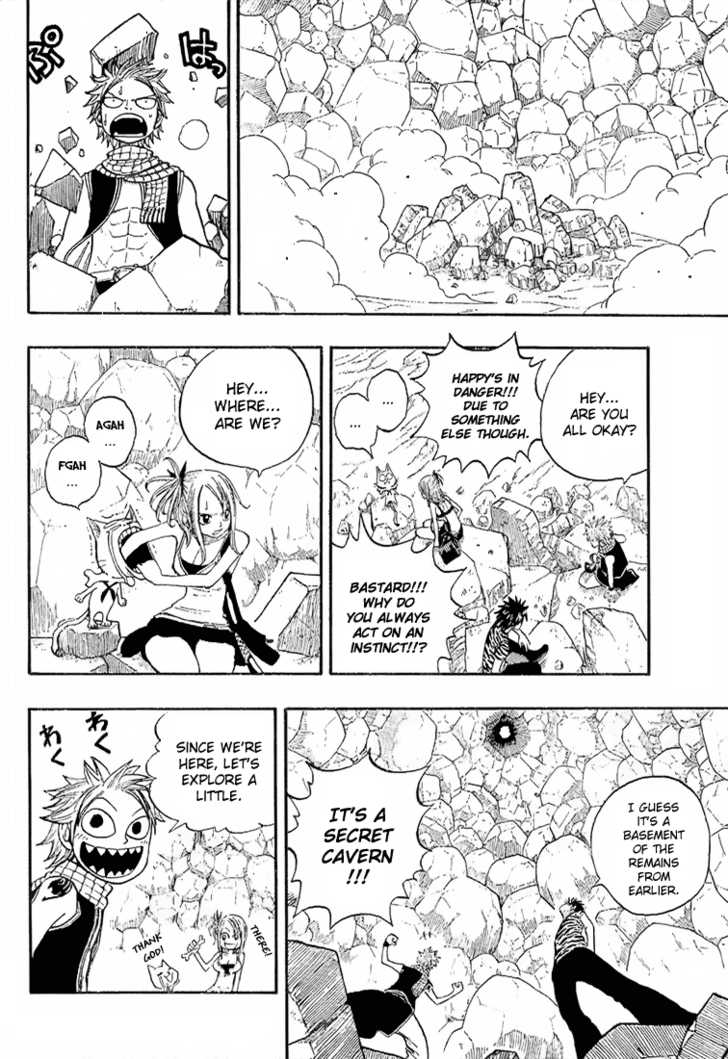 ぱっ
ぷぁ
HEY...
ARE YOU
ALL OKAY?
HAPPY'S IN
DANGER!!!
DUE TO
SOMETHING
ELSE THOUGH.
...
...
BASTARD!!!
WHY DO
YOU ALWAYS
ACT ON AN
INSTINCT!!?
HEY...
WHERE...
ARE WE?
AGAH
...
FGAH
...
I GUESS
IT'S A
BASEMENT
OF THE
REMAINS
FROM
EARLIER.
IT'S A
SECRET
CAVERN
!!!
SINCE WE'RE
HERE, LET'S
EXPLORE A
LITTLE.
わく
わく
THERE!
THANK
GOD!